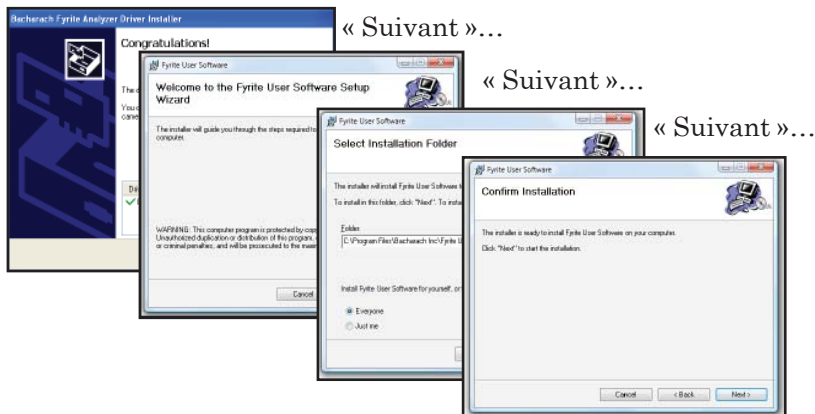 Bacharach Fyrite Analyzer Driver Installer
« Suivant »...
Congratulations!
Fyrite User Software
Welcome to the Fyrite User Software Setup
Wizard
The installer will guide you through the steps required to
computer.
WARNING: This computer program is protected by
Unauthorized duplication or distribution of this program,
or criminal penalties, and will be prosecuted to the
Cancel
« Suivant »...
Fyrite User Software
Select Installation Folder
The installer will install Fyrite User Software
To install in this folder, click "Next". To
Folder:
C:\Program Files\Bacharach Inc\Fyrite
Install Fyrite User Software for yourself, or
Everyone
Just me
« Suivant »...
Fyrite User Software
Confirm Installation
The installer is ready to install Fyrite User Software on your computer.
Click "Next" to start the installation.
Cancel
< Back
Next >